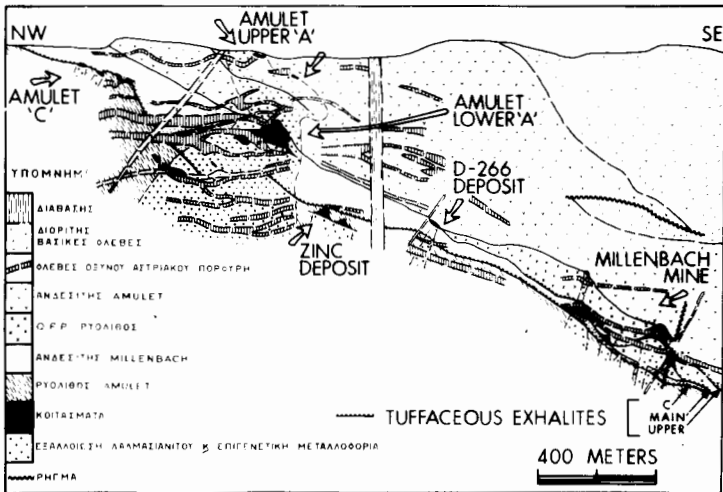 NW
AMULET
UPPER 'A'
SE
AMULET
'C'
AMULET
LOWER 'A'
D-266
DEPOSIT
ZINC
DEPOSIT
MILLENBACH
MINE
ΥΠΟΜΝΗΜ
ΔΙΑΒΑΣΗΣ
ΔΙΟΡΙΤΗΣ
ΒΑΣΙΚΕΣ ΦΛΕΒΕΣ
ΦΛΕΒΕΣ ΟΞΙΝΟΥ ΑΣΤΡΙΑΚΟΥ ΠΟΡΦΥΡΗ
ΑΝΔΕΣΙΤΗΣ AMULET
Q.F.P. ΡΥΟΛΙΘΟΣ
ΑΝΔΕΣΙΤΗΣ MILLENBACH
ΡΥΟΛΙΘΟΣ AMULET
ΚΟΙΤΑΣΜΑΤΑ
ΕΞΑΛΛΟΙΩΣΗ ΔΑΛΜΑΣΙΑΝΙΤΟΥ Κ ΕΠΙΓΕΝΕΤΙΚΗ ΜΕΤΑΛΛΟΦΟΡΙΑ
ΡΗΓΜΑ
TUFFACEOUS EXHALITES
C
MAIN
UPPER
400 METERS